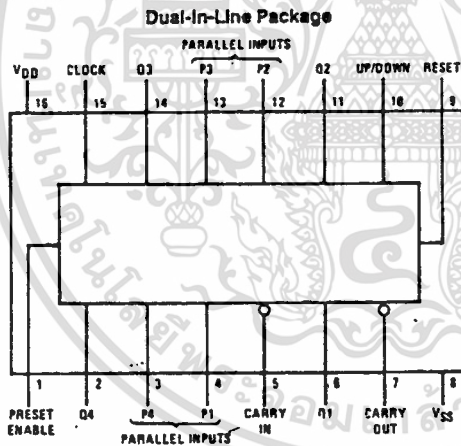 Dual-In-Line Package
PARALLEL INPUTS
VDD CLOCK Q3 P3 P2 Q2 UP/DOWN RESET
16 15 14 13 12 11 10 9
1 2 3 4 5 6 7 8
PRESET ENABLE Q4 P4 P1 CARRY IN Q1 CARRY OUT VSS
PARALLEL INPUTS